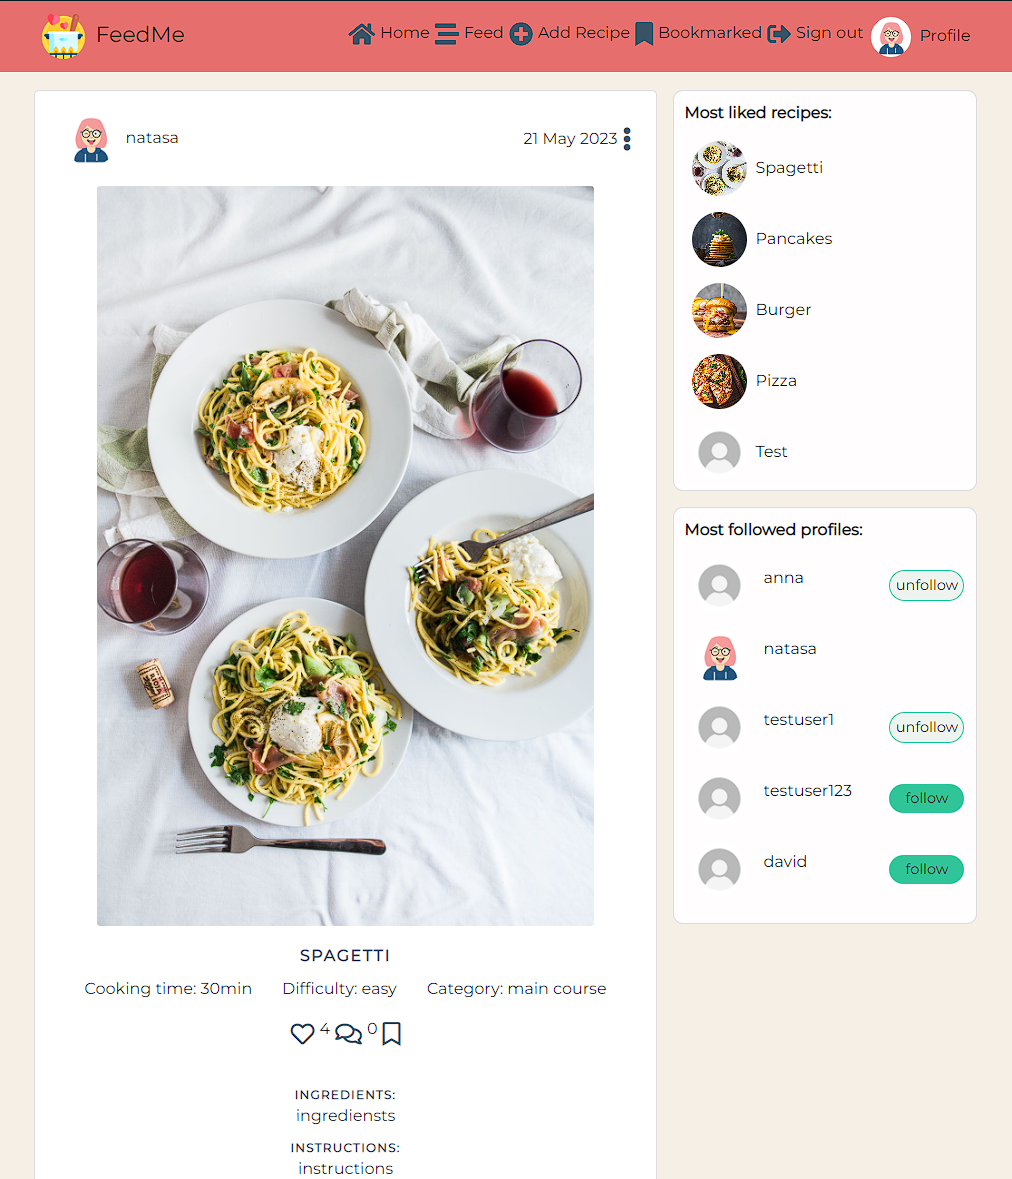 FeedMe
Home Feed Add Recipe Bookmarked Sign out Profile
natasa
21 May 2023
SPAGETTI
Cooking time: 30min Difficulty: easy Category: main course
4 0
INGREDIENTS:
ingrediensts
INSTRUCTIONS:
instructions
Most liked recipes:
Spagetti
Pancakes
Burger
Pizza
Test
Most followed profiles:
anna unfollow
natasa
testuser1 unfollow
testuser123 follow
david follow